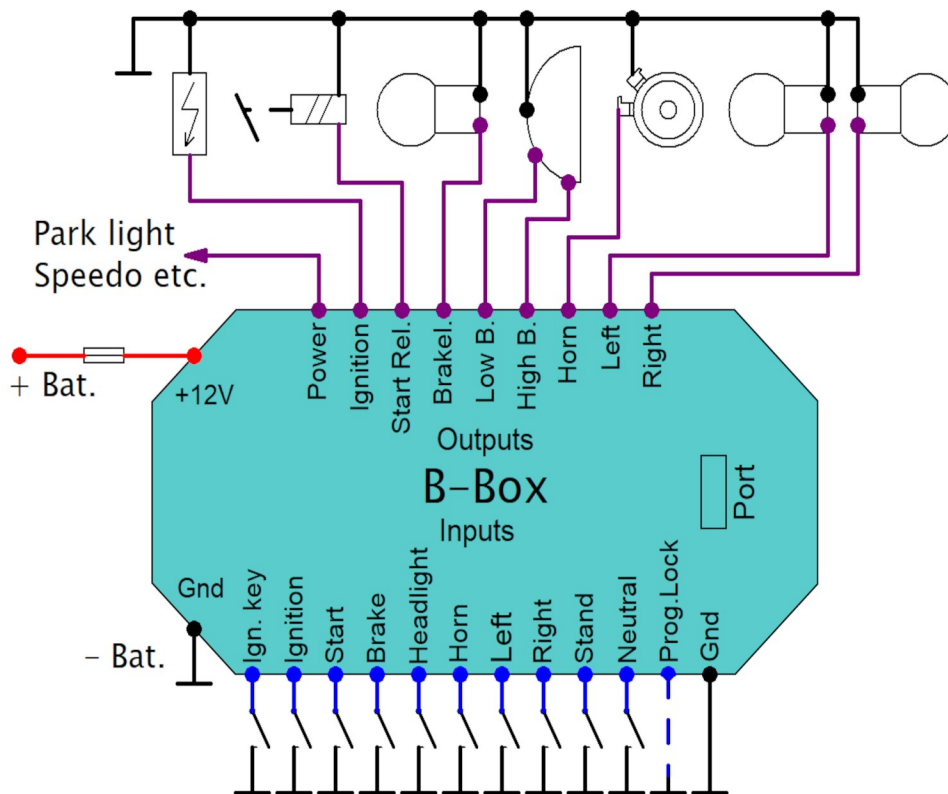 Park light
Speedo etc.
+ Bat.
+12V
Power
Ignition
Start Rel.
Brakel.
Low B.
High B.
Horn
Left
Right
Outputs
B-Box
Inputs
Port
Gnd
- Bat.
Ign. key
Ignition
Start
Brake
Headlight
Horn
Left
Right
Stand
Neutral
Prog.Lock
Gnd